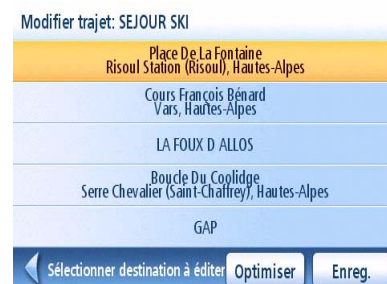 Modifier trajet: SEJOUR SKI
Place De La Fontaine
Risoul Station (Risoul), Hautes-Alpes
Cours François Bénard
Vars, Hautes-Alpes
LA FOUX D ALLOS
Boucle Du Coolidge
Serre Chevalier (Saint-Chaffrey), Hautes-Alpes
GAP
Sélectionner destination à éditer
Optimiser
Enreg.